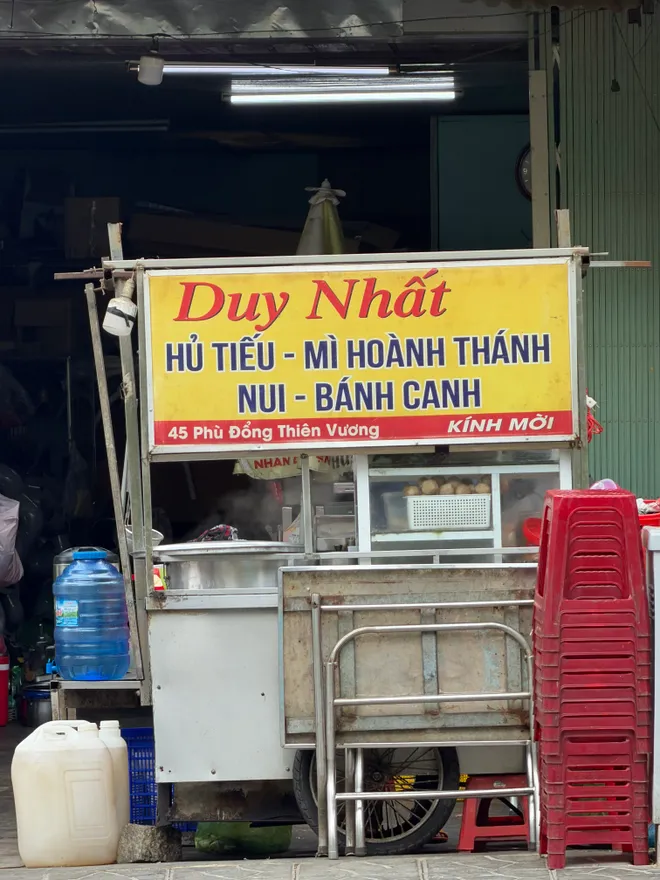 Duy Nhất
HỦ TIẾU - MÌ HOÀNH THÁNH
NUI - BÁNH CANH
45 Phù Đổng Thiên Vương
KÍNH MỜI